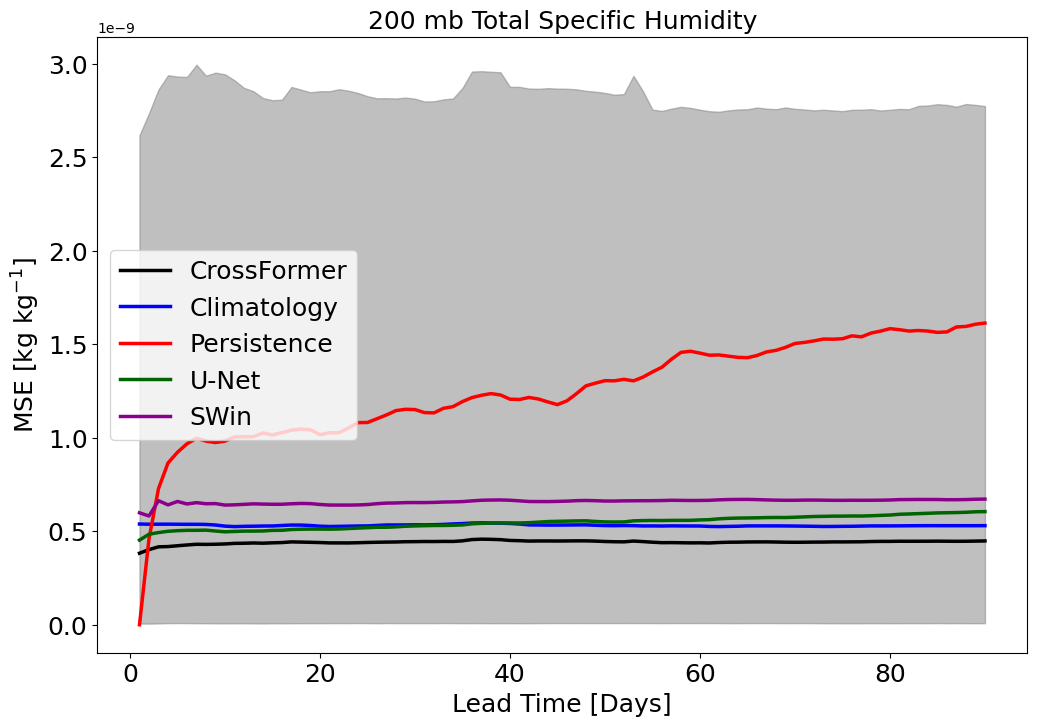 200 mb Total Specific Humidity
1e−9
3.0
2.5
2.0
1.5
1.0
0.5
0.0
MSE [kg kg⁻¹]
CrossFormer
Climatology
Persistence
U-Net
SWin
0 20 40 60 80
Lead Time [Days]